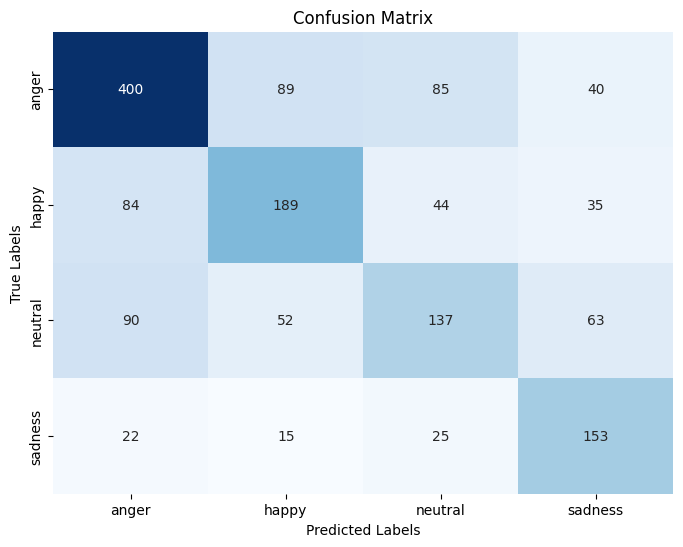 Confusion Matrix
True Labels
anger 400 89 85 40
happy 84 189 44 35
neutral 90 52 137 63
sadness 22 15 25 153
anger happy neutral sadness
Predicted Labels